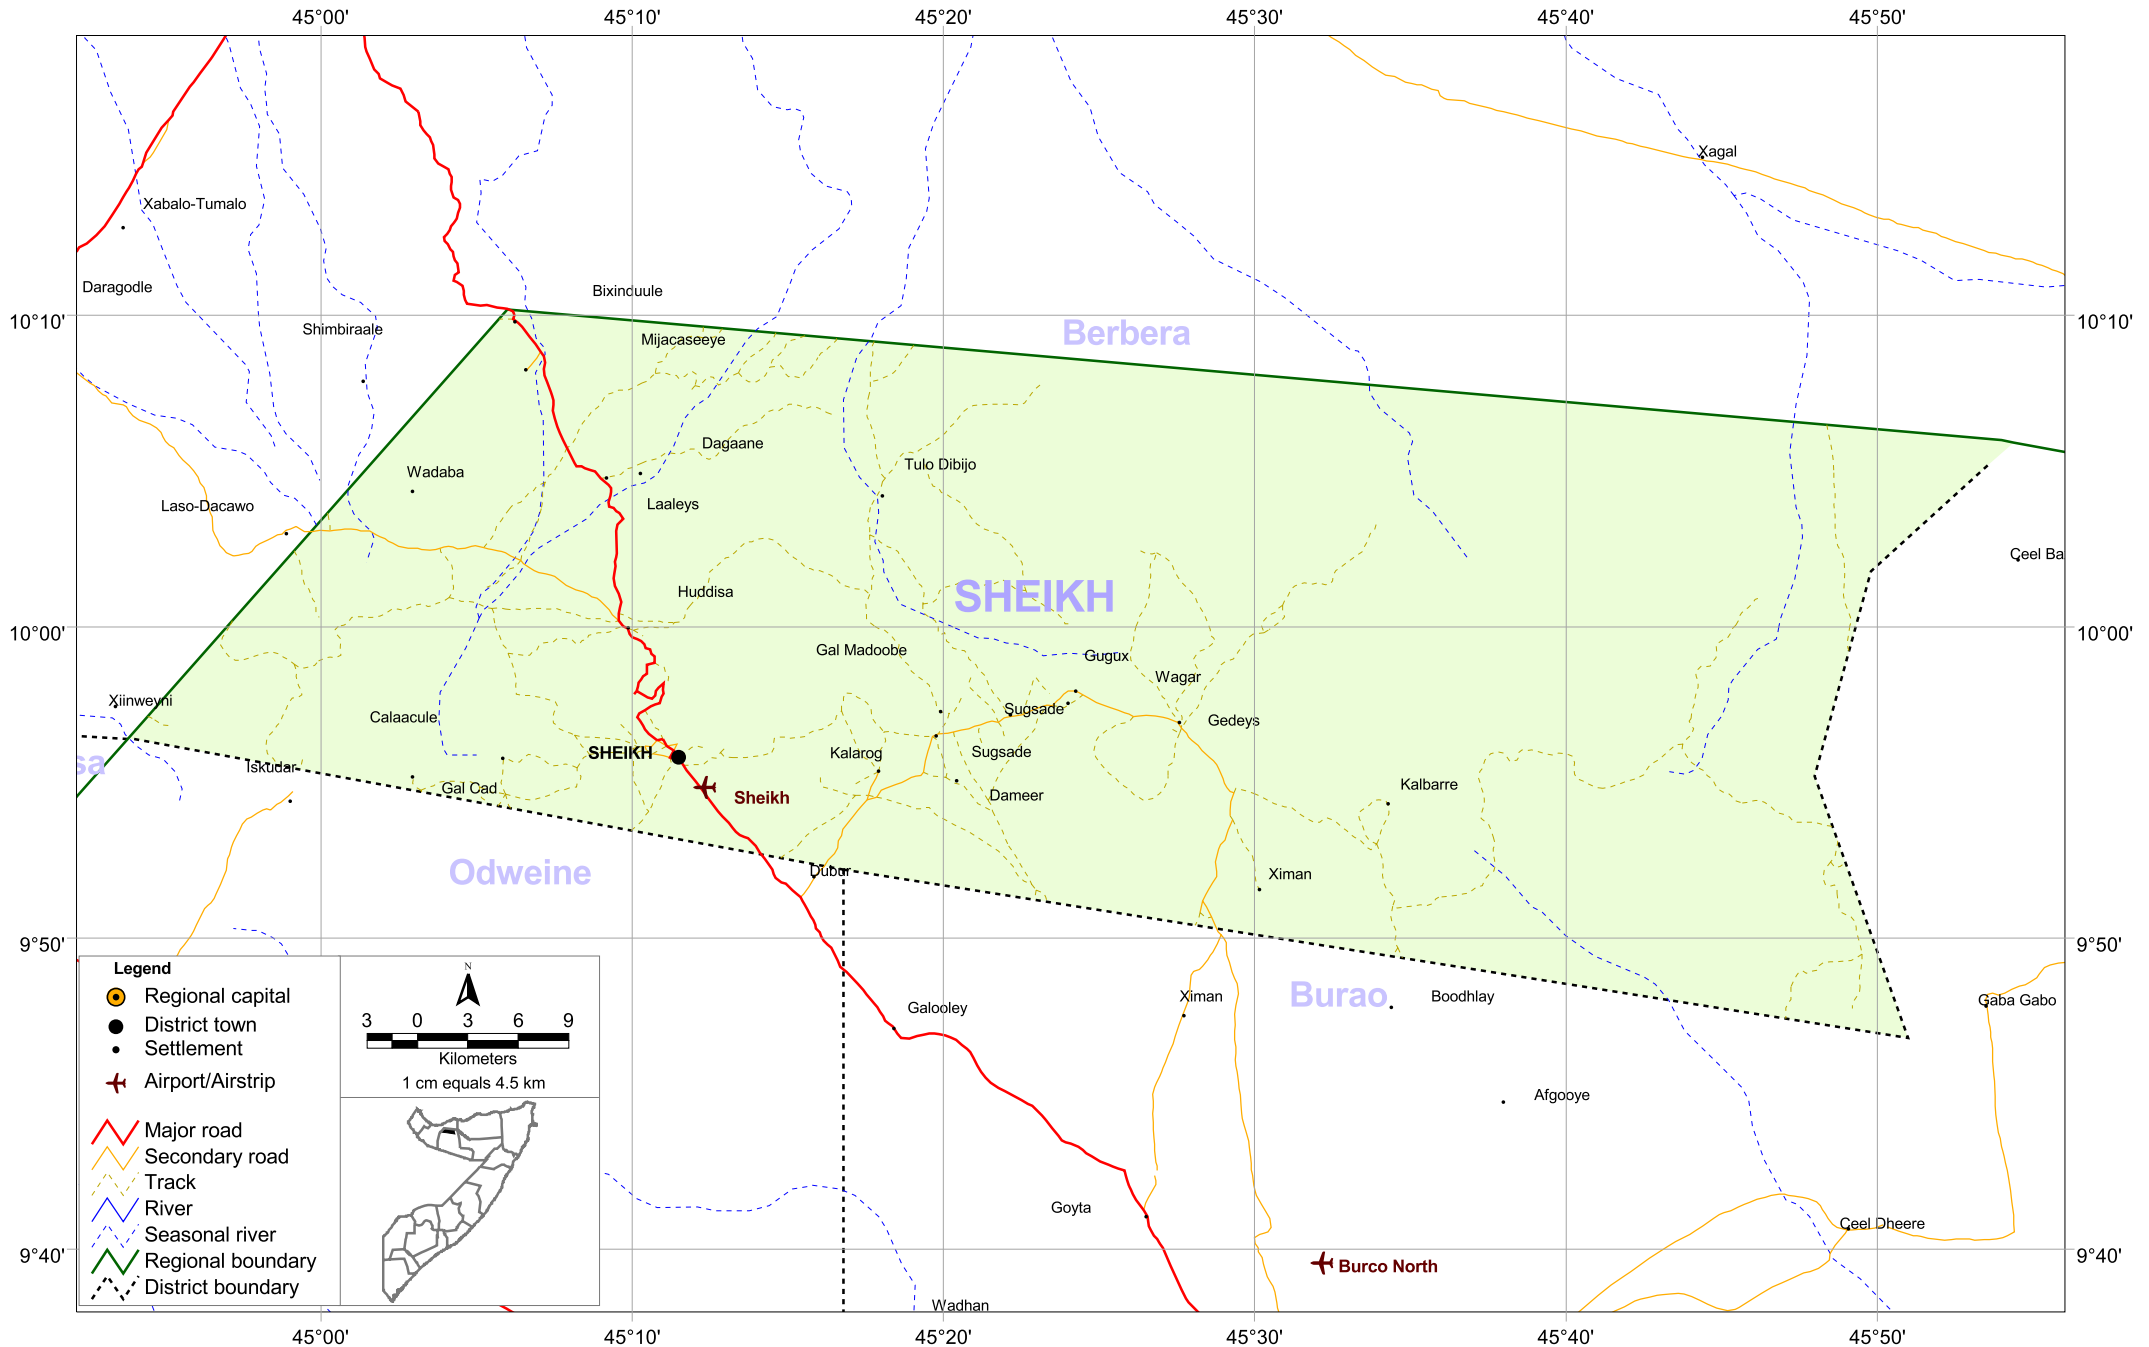 45°00' 45°10' 45°20' 45°30' 45°40' 45°50'
Xagal
Xabalo-Tumalo
Daragodle
Bixinduule
10°10' 10°10'
Shimbiraale
Berbera
Mijacaseeye
Dagaane
Tulo Dibijo
Wadaba
Laso-Dacawo
Laaleys
Ceel Ba
Huddisa
SHEIKH
10°00' 10°00'
Gal Madoobe
Gugux
Wagar
Xiinweyni
Calaacule
Sugsade
Gedeys
SHEIKH
Kalarog
Sugsade
sa
Iskudar
Gal Cad
Sheikh
Dameer
Kalbarre
Odweine
Dubur
Ximan
9°50' 9°50'
Legend
Regional capital
District town
Settlement
Airport/Airstrip
Major road
Secondary road
Track
River
Seasonal river
Regional boundary
District boundary
N
3 0 3 6 9
Kilometers
1 cm equals 4.5 km
Ximan
Burao
Boodhlay
Gaba Gabo
Galooley
Afgooye
Goyta
Ceel Dheere
9°40' 9°40'
Burco North
Wadhan
45°00' 45°10' 45°20' 45°30' 45°40' 45°50'